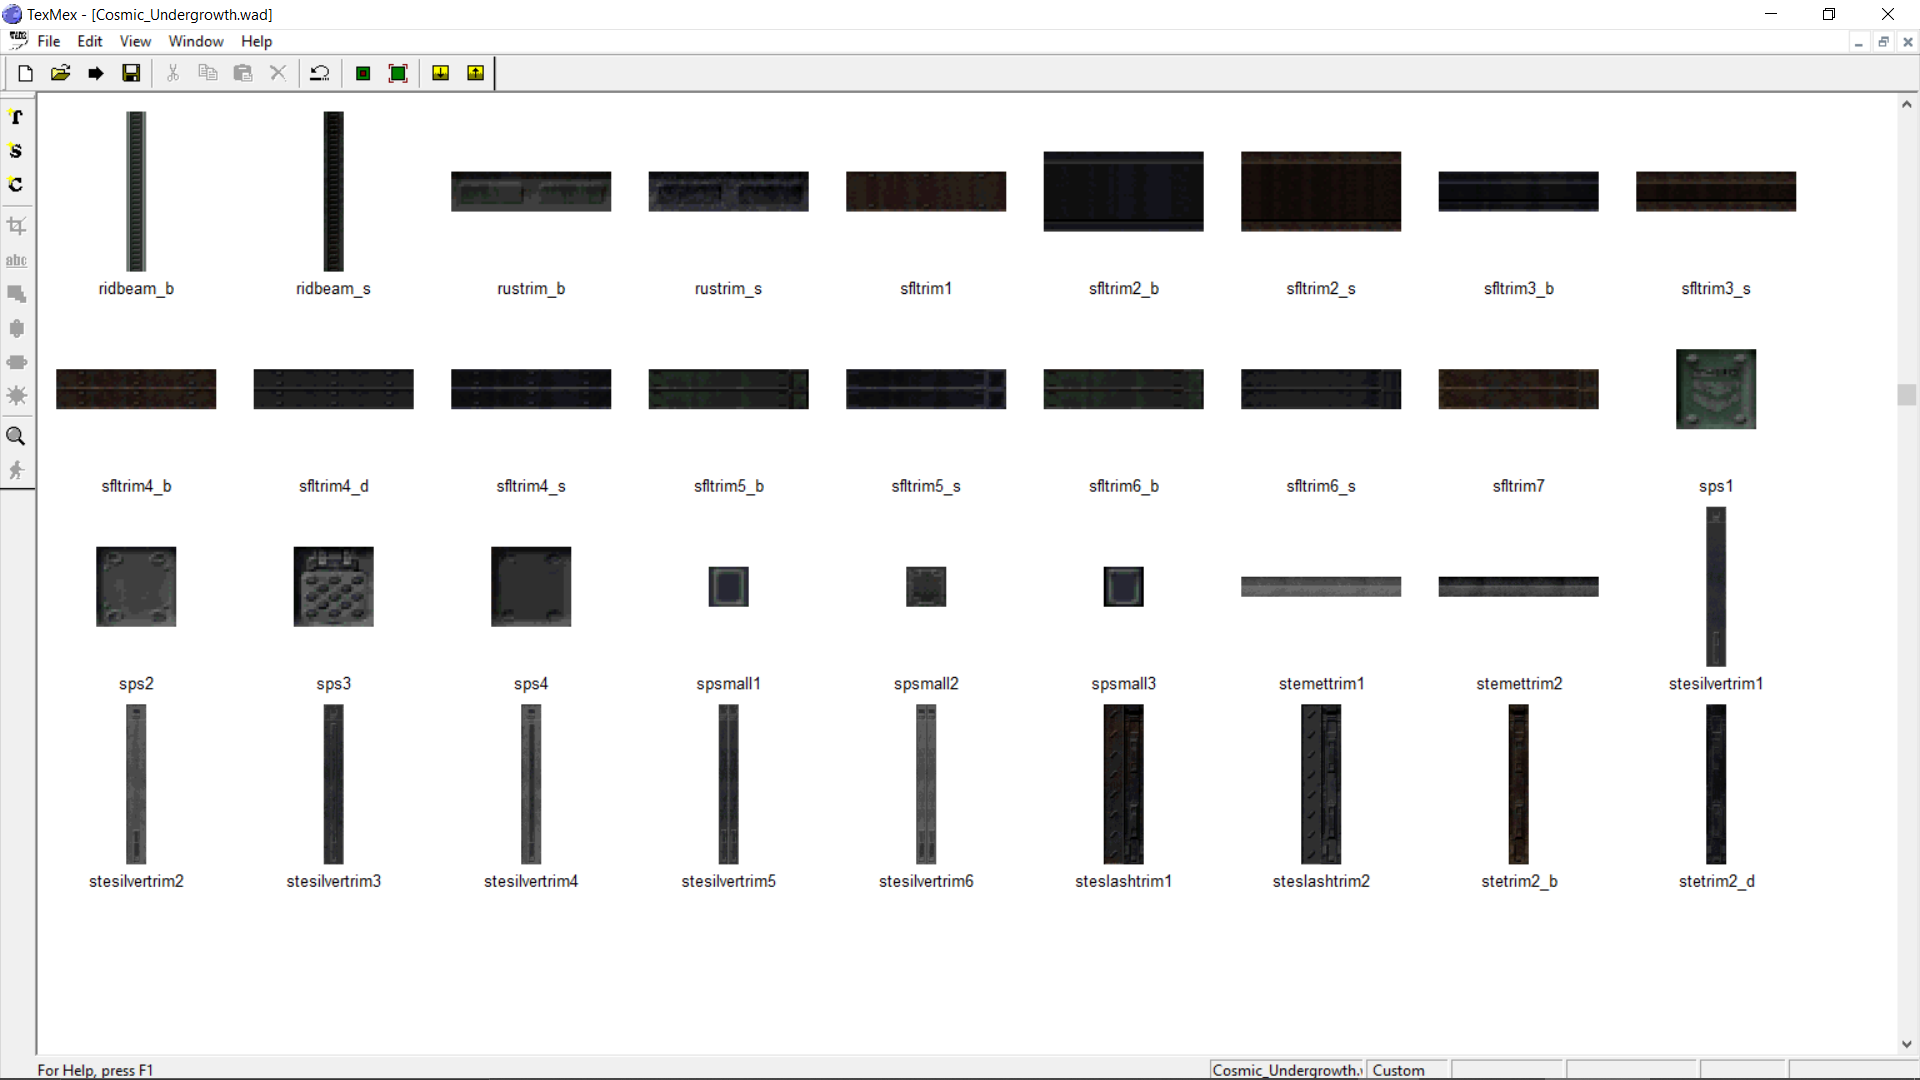 TexMex - [Cosmic_Undergrowth.wad]
File Edit View Window Help
T
S
C
abc
ridbeam_b ridbeam_s rustrim_b rustrim_s sfltrim1 sfltrim2_b sfltrim2_s sfltrim3_b sfltrim3_s
sfltrim4_b sfltrim4_d sfltrim4_s sfltrim5_b sfltrim5_s sfltrim6_b sfltrim6_s sfltrim7 sps1
sps2 sps3 sps4 spsmall1 spsmall2 spsmall3 stemettrim1 stemettrim2 stesilvertrim1
stesilvertrim2 stesilvertrim3 stesilvertrim4 stesilvertrim5 stesilvertrim6 steslashtrim1 steslashtrim2 stetrim2_b stetrim2_d
For Help, press F1 Cosmic_Undergrowth. Custom